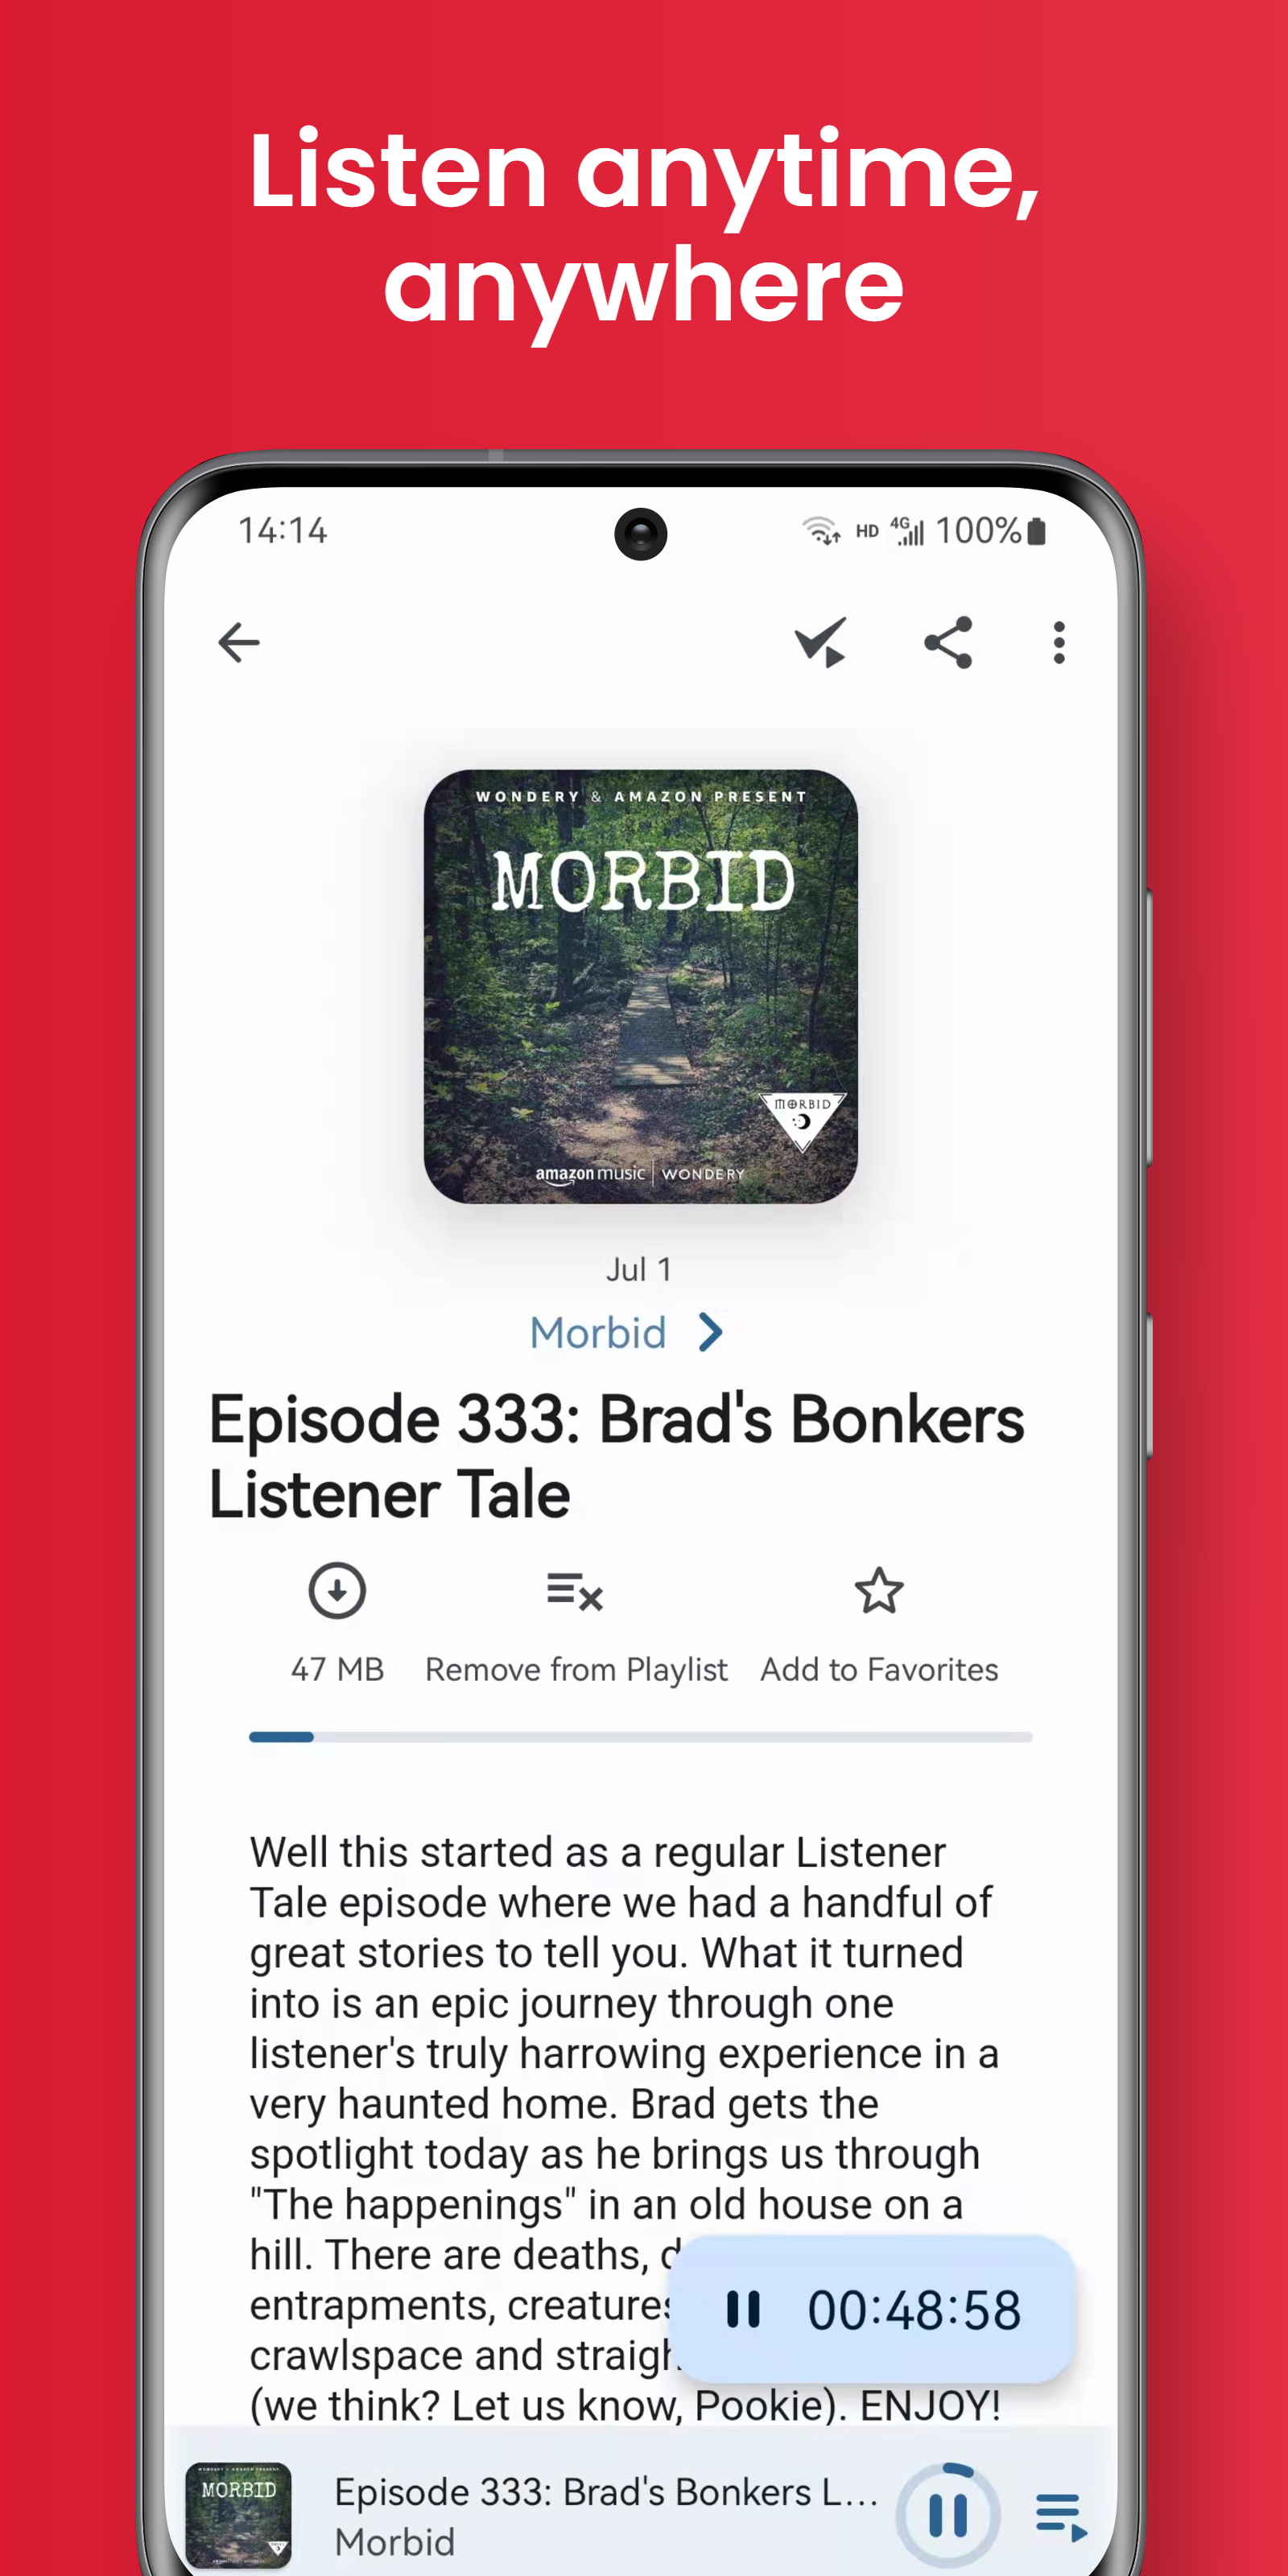 Listen anytime,
anywhere
14:14
HD 4G 100%
WONDERY & AMAZON PRESENT
MORBID
MORBID
amazon music | WONDERY
Jul 1
Morbid
Episode 333: Brad's Bonkers
Listener Tale
47 MB Remove from Playlist Add to Favorites
Well this started as a regular Listener
Tale episode where we had a handful of
great stories to tell you. What it turned
into is an epic journey through one
listener's truly harrowing experience in a
very haunted home. Brad gets the
spotlight today as he brings us through
"The happenings" in an old house on a
hill. There are deaths,
entrapments, creatures
crawlspace and
00:48:58
(we think? Let us know, Pookie). ENJOY!
MORBID
Episode 333: Brad's Bonkers L...
Morbid